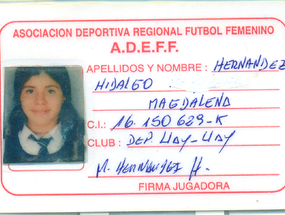 ASOCIACION DEPORTIVA REGIONAL FUTBOL FEMENINO
A.D.E.F.F.
APELLIDOS Y NOMBRE: HERNANDEZ
HIDALGO
MAGDALENA
C.I.: 16.150.629-K
CLUB: DEP UAY-UAY
M. HERNANDEZ H.
FIRMA JUGADORA